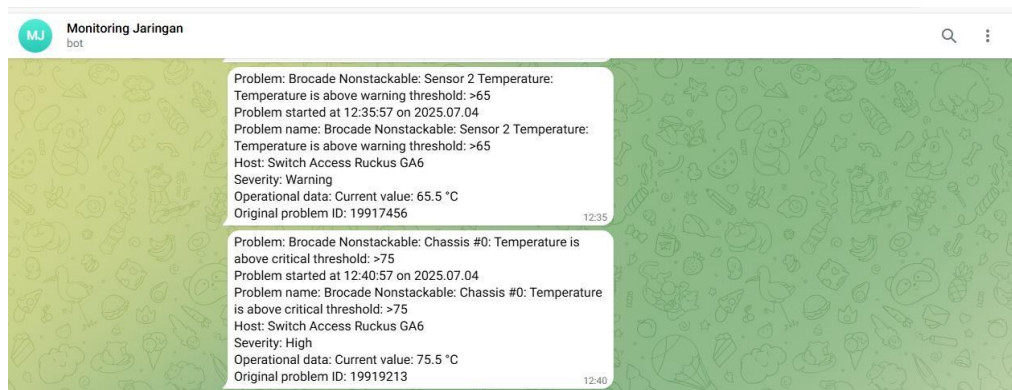 MJ
Monitoring Jaringan
bot
Problem: Brocade Nonstackable: Sensor 2 Temperature:
Temperature is above warning threshold: >65
Problem started at 12:35:57 on 2025.07.04
Problem name: Brocade Nonstackable: Sensor 2 Temperature:
Temperature is above warning threshold: >65
Host: Switch Access Ruckus GA6
Severity: Warning
Operational data: Current value: 65.5 °C
Original problem ID: 19917456
12:35
Problem: Brocade Nonstackable: Chassis #0: Temperature is
above critical threshold: >75
Problem started at 12:40:57 on 2025.07.04
Problem name: Brocade Nonstackable: Chassis #0: Temperature
is above critical threshold: >75
Host: Switch Access Ruckus GA6
Severity: High
Operational data: Current value: 75.5 °C
Original problem ID: 19919213
12:40